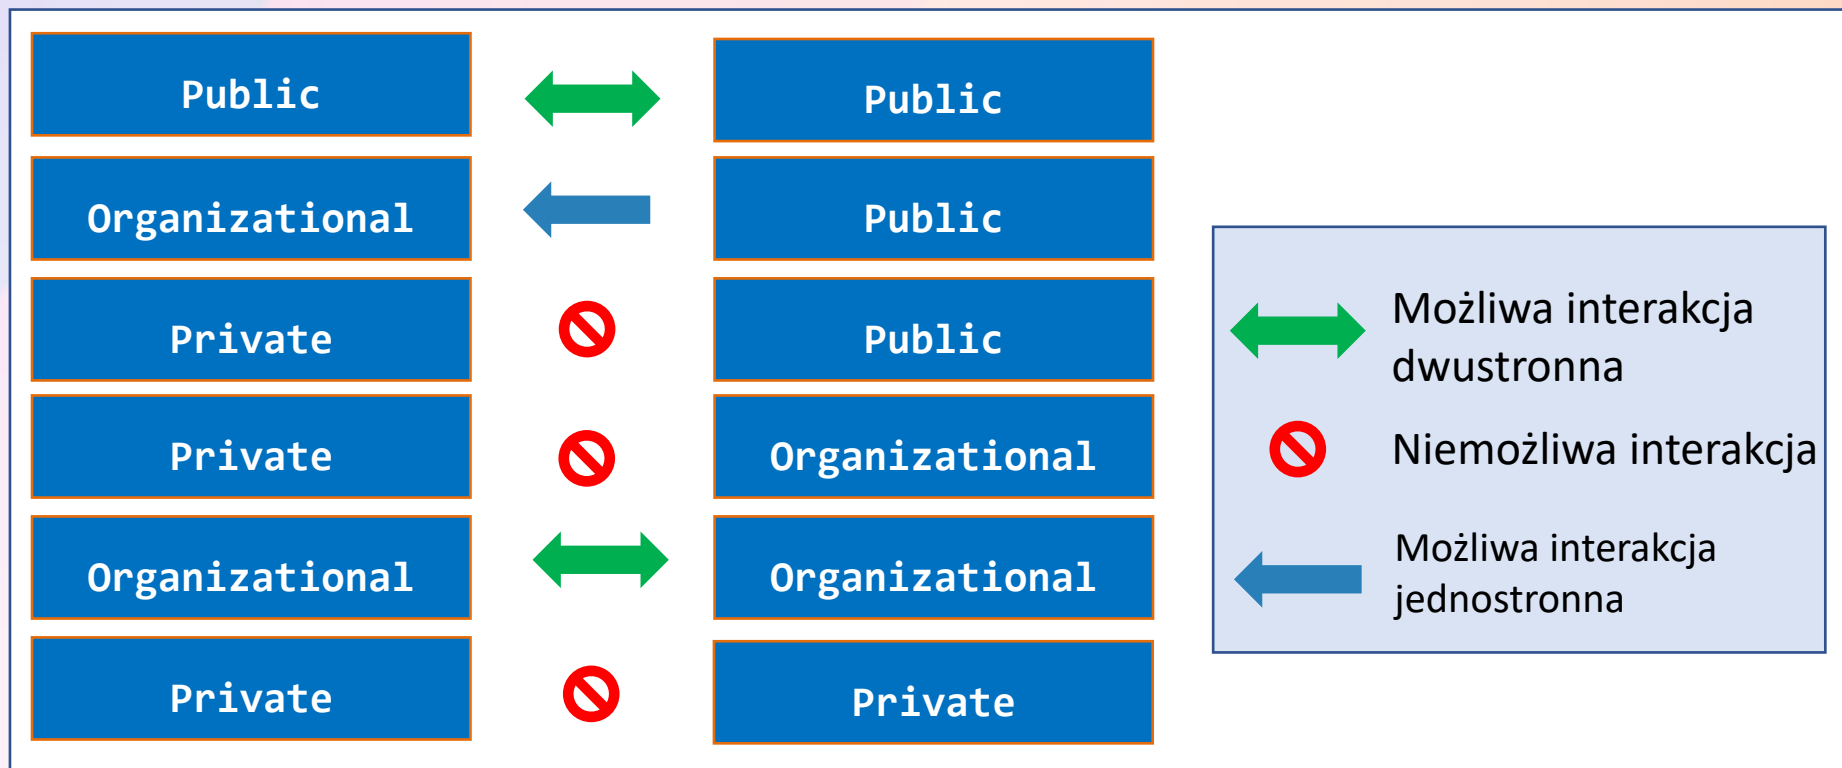 Public
Public
Organizational
Public
Private
Public
Private
Organizational
Organizational
Organizational
Private
Private
Możliwa interakcja
dwustronna
Niemożliwa interakcja
Możliwa interakcja
jednostronna